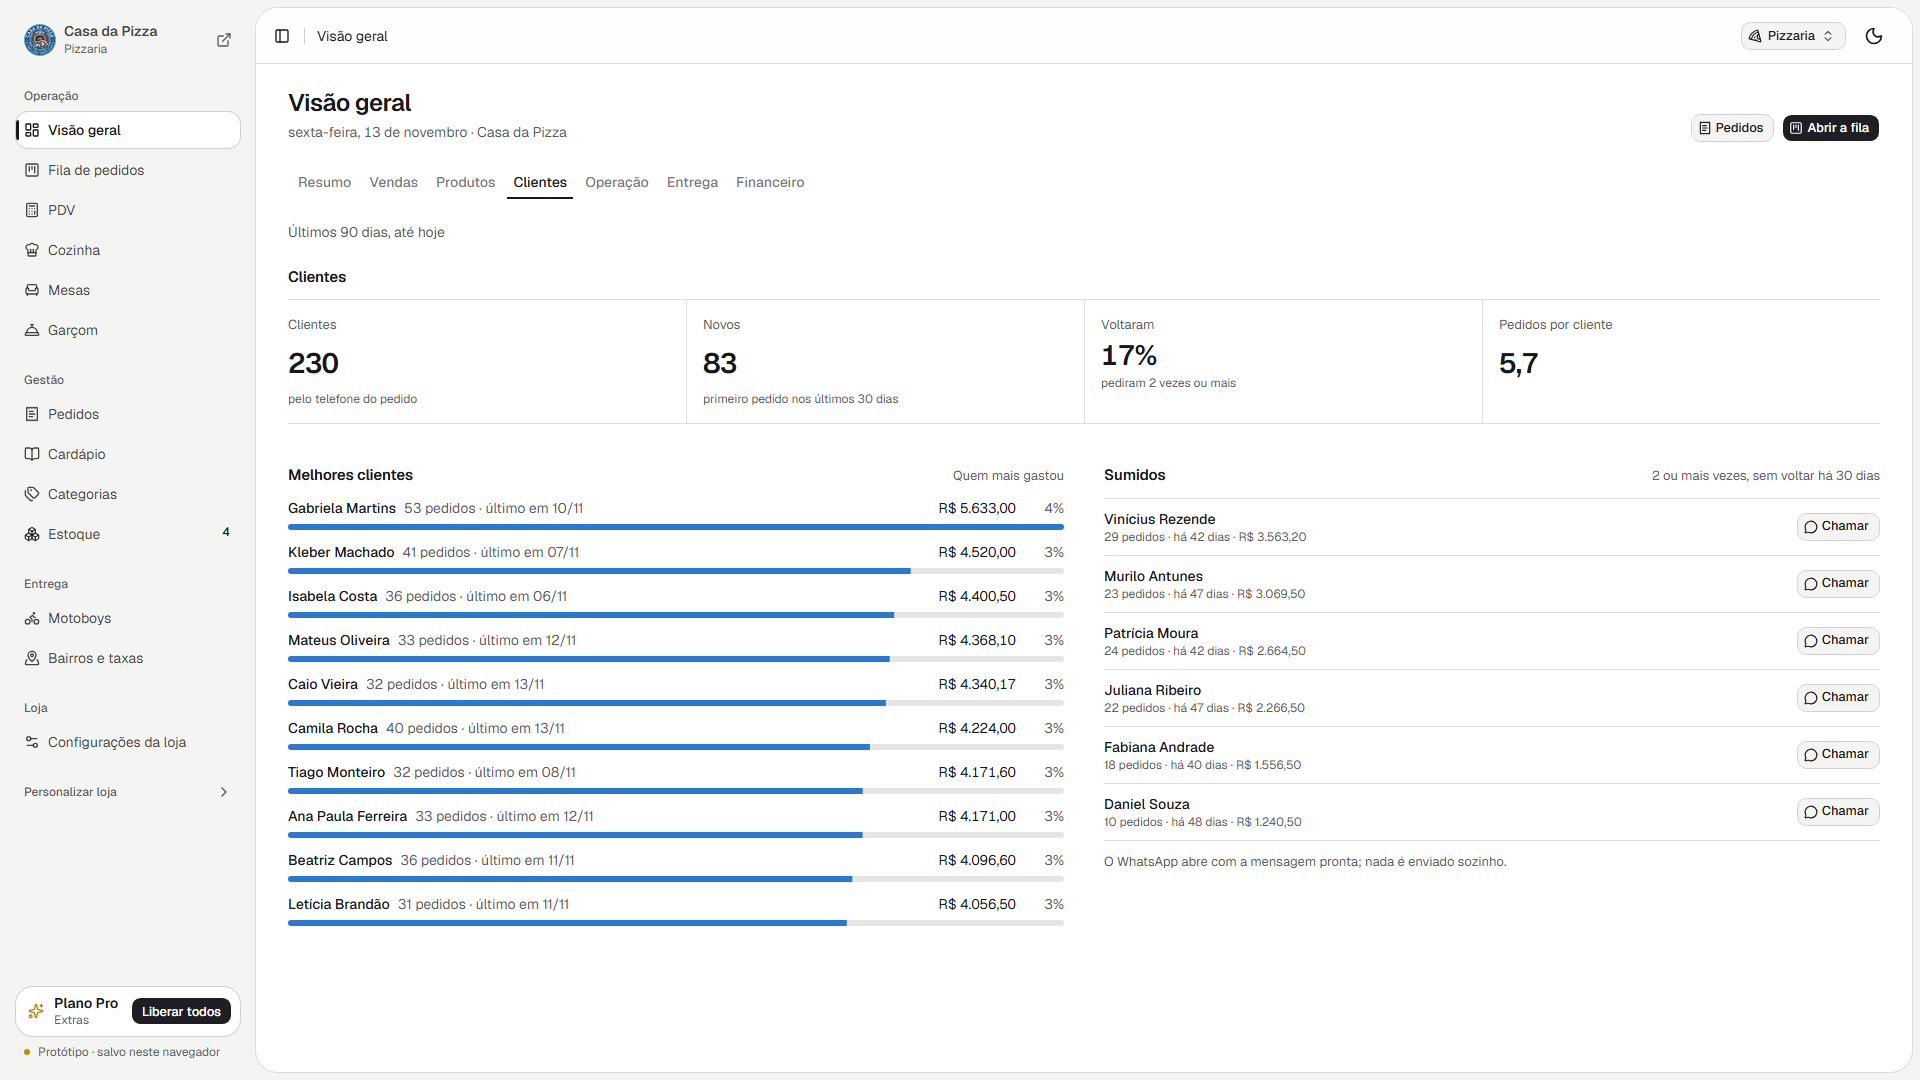 Casa da Pizza
Pizzaria
Operação
Visão geral
Fila de pedidos
PDV
Cozinha
Mesas
Garçom
Gestão
Pedidos
Cardápio
Categorias
Estoque 4
Entrega
Motoboys
Bairros e taxas
Loja
Configurações da loja
Personalizar loja
Plano Pro
Extras
Liberar todos
Protótipo · salvo neste navegador
Visão geral
Pizzaria
Visão geral
sexta-feira, 13 de novembro · Casa da Pizza
Pedidos
Abrir a fila
Resumo Vendas Produtos Clientes Operação Entrega Financeiro
Últimos 90 dias, até hoje
Clientes
Clientes
230
pelo telefone do pedido
Novos
83
primeiro pedido nos últimos 30 dias
Voltaram
17%
pediram 2 vezes ou mais
Pedidos por cliente
5,7
Melhores clientes Quem mais gastou
Gabriela Martins 53 pedidos · último em 10/11 R$ 5.633,00 4%
Kleber Machado 41 pedidos · último em 07/11 R$ 4.520,00 3%
Isabela Costa 36 pedidos · último em 06/11 R$ 4.400,50 3%
Mateus Oliveira 33 pedidos · último em 12/11 R$ 4.368,10 3%
Caio Vieira 32 pedidos · último em 13/11 R$ 4.340,17 3%
Camila Rocha 40 pedidos · último em 13/11 R$ 4.224,00 3%
Tiago Monteiro 32 pedidos · último em 08/11 R$ 4.171,60 3%
Ana Paula Ferreira 33 pedidos · último em 12/11 R$ 4.171,00 3%
Beatriz Campos 36 pedidos · último em 11/11 R$ 4.096,60 3%
Letícia Brandão 31 pedidos · último em 11/11 R$ 4.056,50 3%
Sumidos 2 ou mais vezes, sem voltar há 30 dias
Vinícius Rezende
29 pedidos · há 42 dias · R$ 3.563,20
Chamar
Murilo Antunes
23 pedidos · há 47 dias · R$ 3.069,50
Chamar
Patrícia Moura
24 pedidos · há 42 dias · R$ 2.664,50
Chamar
Juliana Ribeiro
22 pedidos · há 47 dias · R$ 2.266,50
Chamar
Fabiana Andrade
18 pedidos · há 40 dias · R$ 1.556,50
Chamar
Daniel Souza
10 pedidos · há 48 dias · R$ 1.240,50
Chamar
O WhatsApp abre com a mensagem pronta; nada é enviado sozinho.